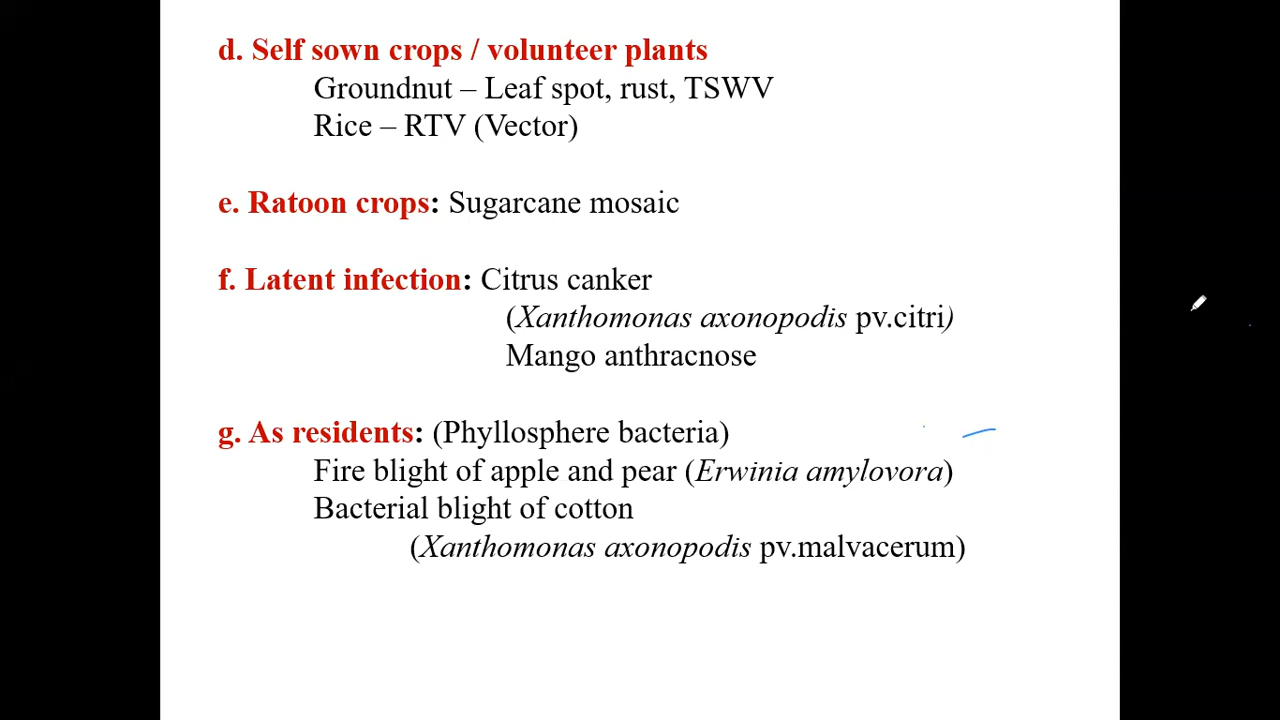 d. Self sown crops / volunteer plants
Groundnut – Leaf spot, rust, TSWV
Rice – RTV (Vector)
e. Ratoon crops: Sugarcane mosaic
f. Latent infection: Citrus canker
(Xanthomonas axonopodis pv.citri)
Mango anthracnose
g. As residents: (Phyllosphere bacteria)
Fire blight of apple and pear (Erwinia amylovora)
Bacterial blight of cotton
(Xanthomonas axonopodis pv.malvacerum)